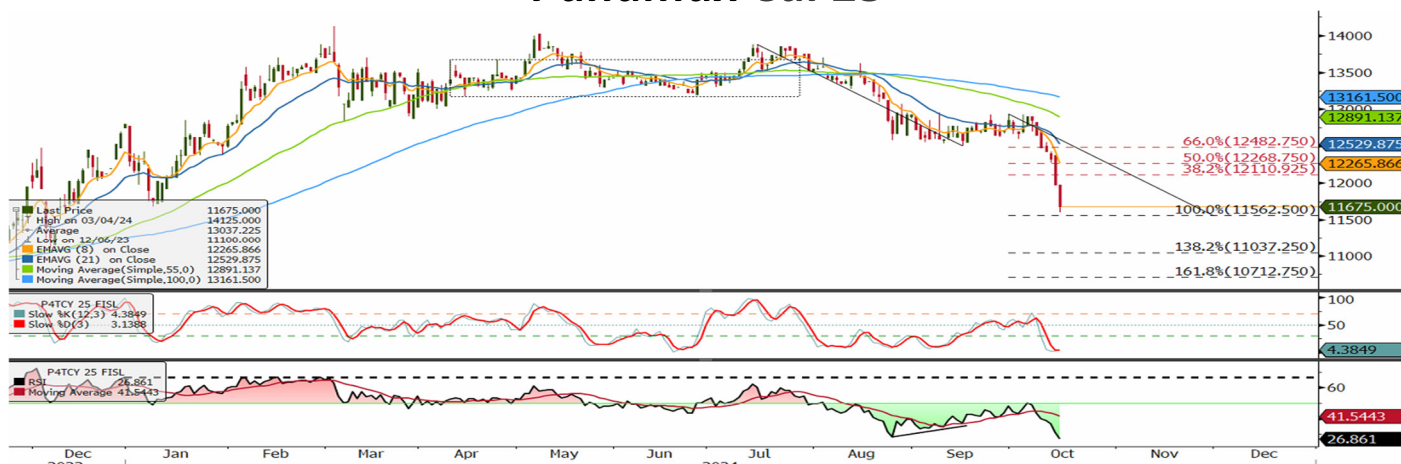 14000
13500
13161.500
13000
12891.137
66.0%(12482.750)
12529.875
50.0%(12268.750)
12265.866
38.2%(12110.925)
12000
11675.000
100.0%(11562.500)
11500
138.2%(11037.250)
11000
161.8%(10712.750)
Last Price 11675.000
High on 03/04/24 14125.000
Average 13037.225
Low on 12/06/23 11100.000
EMAVG (8) on Close 12265.866
EMAVG (21) on Close 12529.875
Moving Average(Simple,55,0) 12891.137
Moving Average(Simple,100,0) 13161.500
P4TCY 25 FISL
Slow %K(12,3) 4.3849
Slow %D(3) 3.1388
100
50
4.3849
P4TCY 25 FISL
RSI 26.861
Moving Average 41.5443
60
41.5443
26.861
Dec Jan Feb Mar Apr May Jun Jul Aug Sep Oct Nov Dec